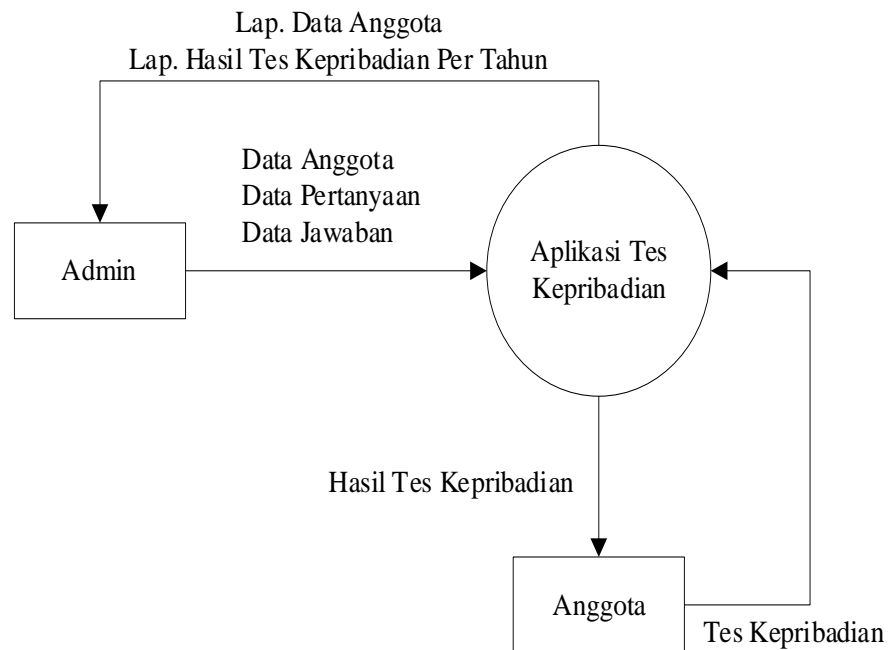 Lap. Data Anggota
Lap. Hasil Tes Kepribadian Per Tahun
Data Anggota
Data Pertanyaan
Data Jawaban
Admin
Aplikasi Tes
Kepribadian
Hasil Tes Kepribadian
Anggota
Tes Kepribadian